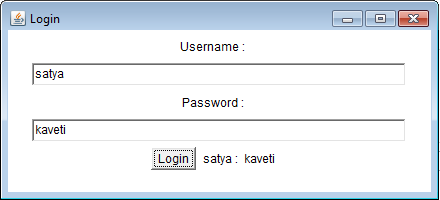 Login
Username :
satya
Password :
kaveti
Login satya : kaveti